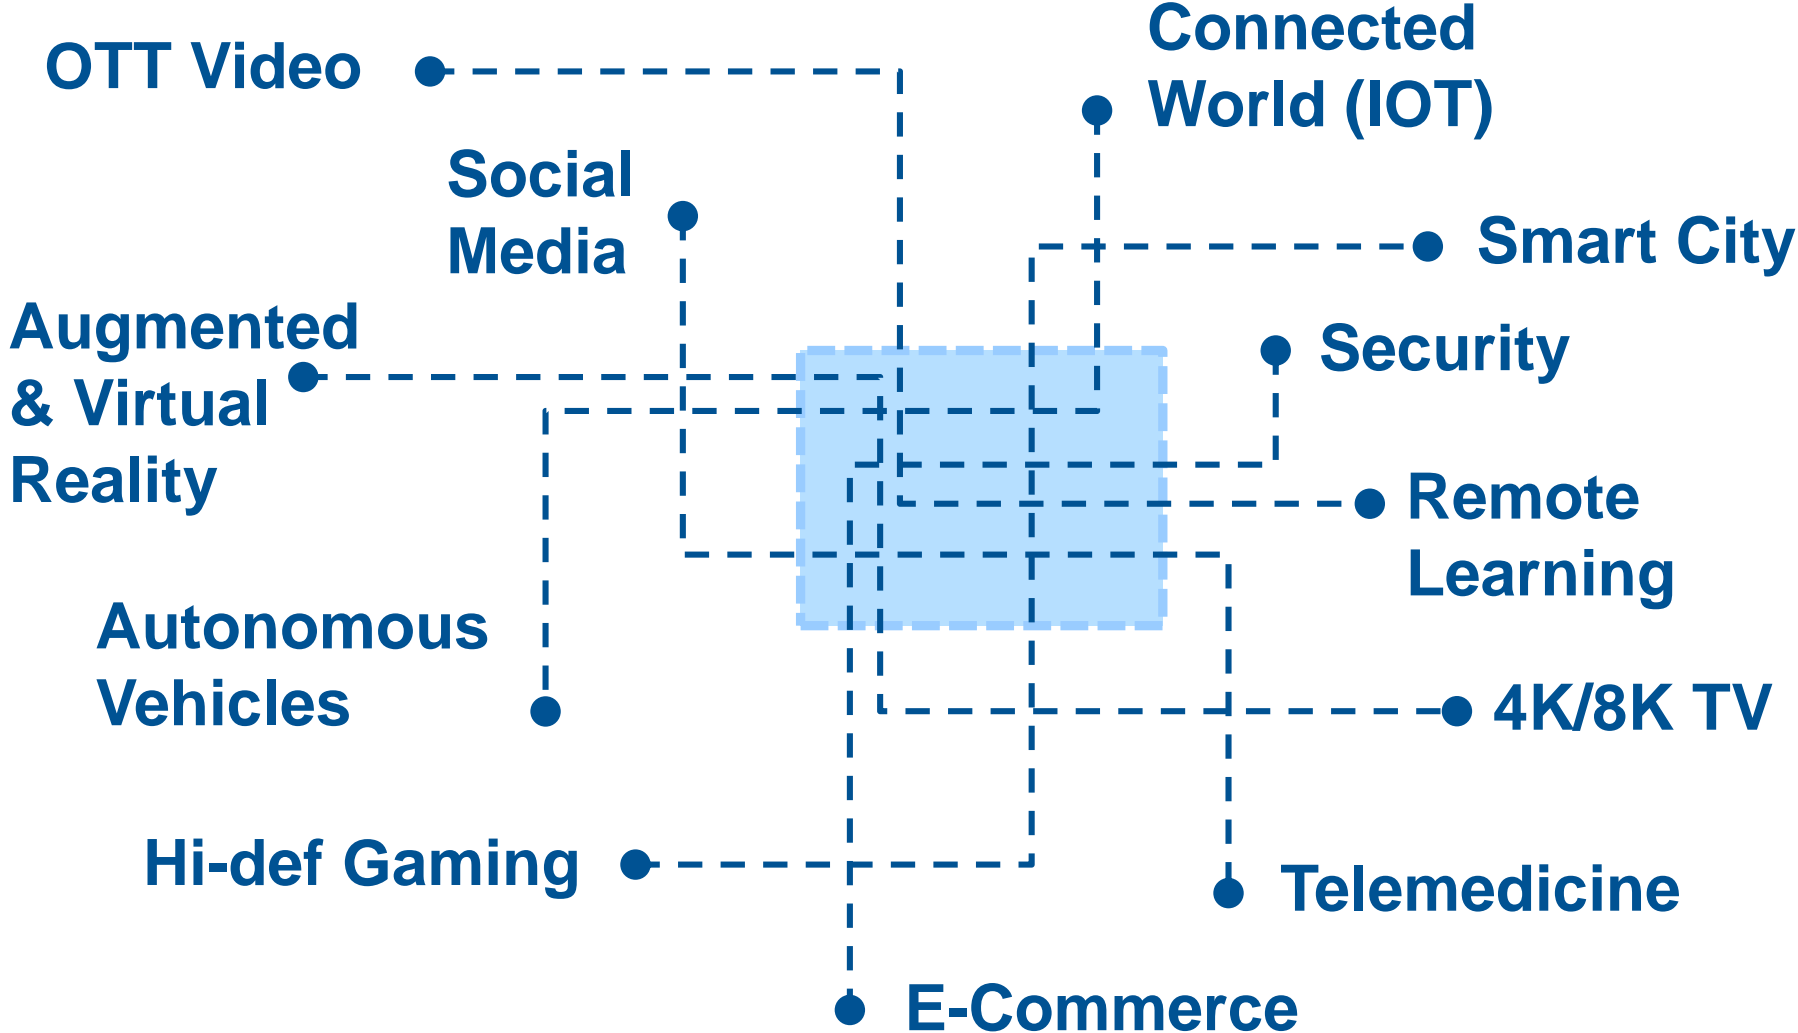 OTT Video
Connected
World (IOT)
Social
Media
Smart City
Augmented
& Virtual
Reality
Security
Remote
Learning
Autonomous
Vehicles
4K/8K TV
Hi-def Gaming
Telemedicine
E-Commerce